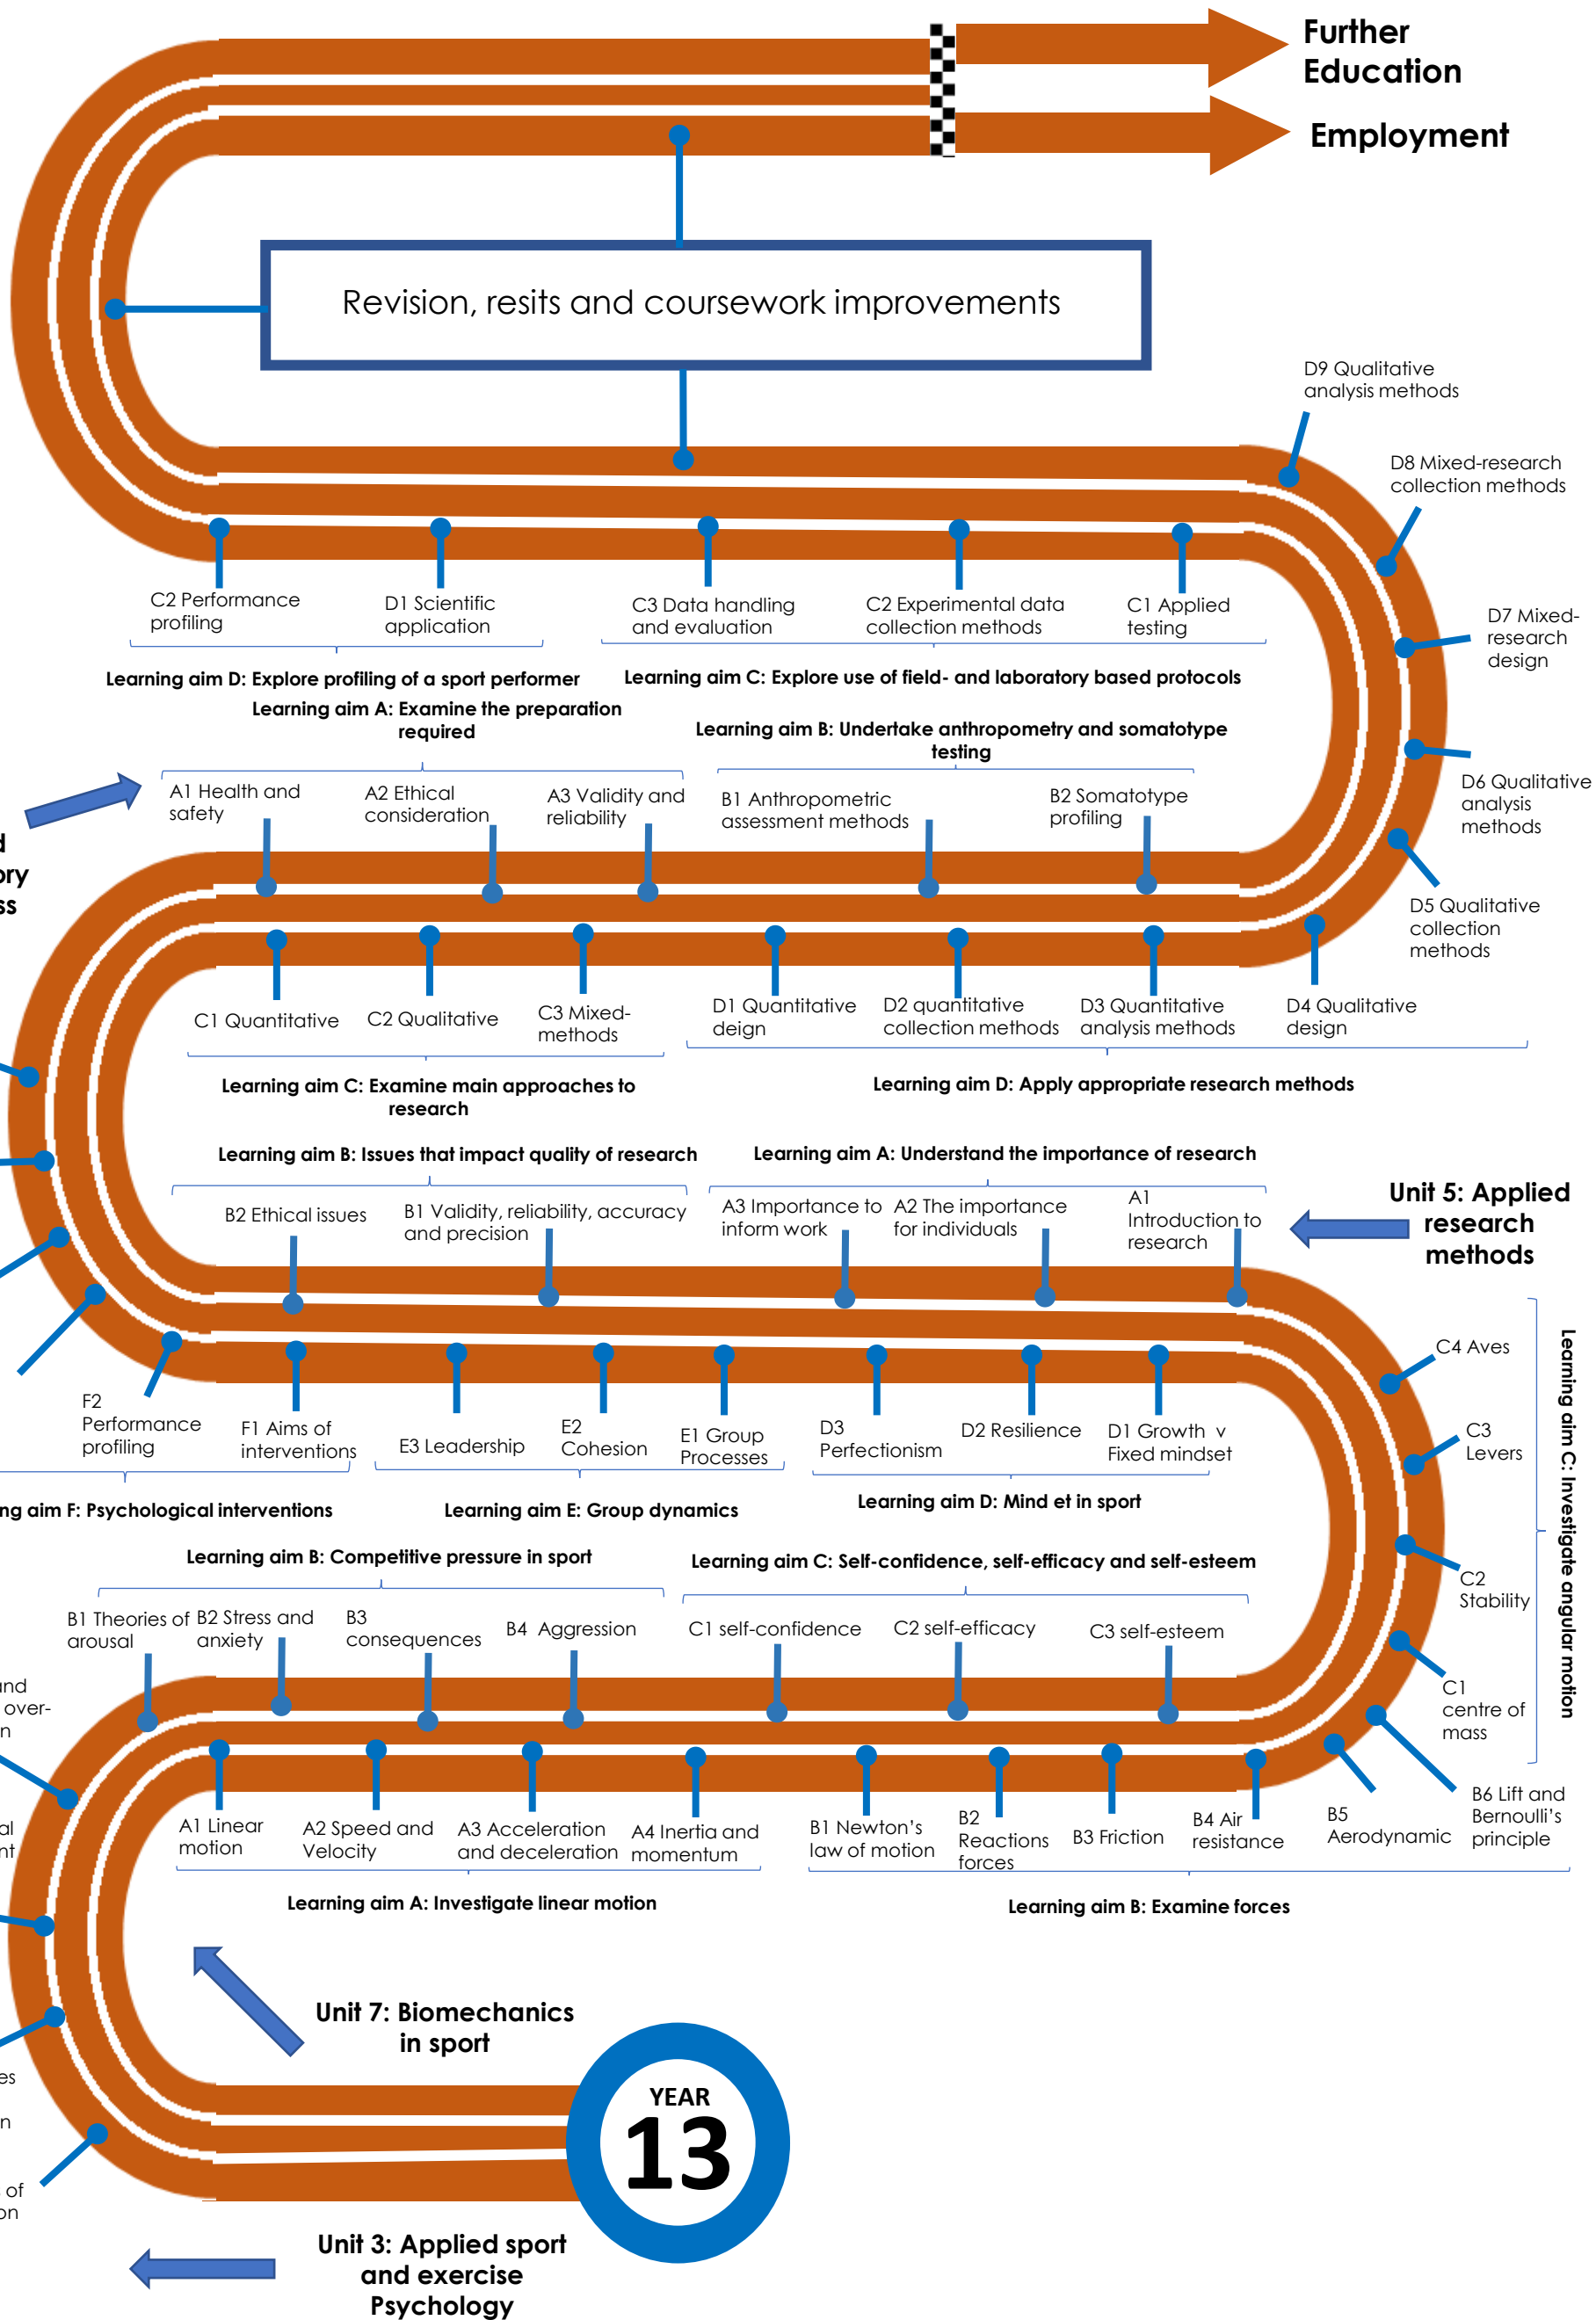 Further
Education
Employment
Revision, resits and coursework improvements
D9 Qualitative
analysis methods
D8 Mixed-research
collection methods
D7 Mixed-
research
design
D6 Qualitative
analysis
methods
D5 Qualitative
collection
methods
D4 Qualitative
design
C2 Performance
profiling
D1 Scientific
application
C3 Data handling
and evaluation
C2 Experimental data
collection methods
C1 Applied
testing
Learning aim D: Explore profiling of a sport performer
Learning aim C: Explore use of field- and laboratory based protocols
Learning aim A: Examine the preparation
required
Learning aim B: Undertake anthropometry and somatotype
testing
A1 Health and
safety
A2 Ethical
consideration
A3 Validity and
reliability
B1 Anthropometric
assessment methods
B2 Somatotype
profiling
C1 Quantitative
C2 Qualitative
C3 Mixed-
methods
D1 Quantitative
deign
D2 quantitative
collection methods
D3 Quantitative
analysis methods
Learning aim C: Examine main approaches to
research
Learning aim D: Apply appropriate research methods
Learning aim B: Issues that impact quality of research
Learning aim A: Understand the importance of research
B2 Ethical issues
B1 Validity, reliability, accuracy
and precision
A3 Importance to
inform work
A2 The importance
for individuals
A1
Introduction to
research
Unit 5: Applied
research
methods
C4 Aves
C3
Levers
C2
Stability
C1
centre of
mass
Learning aim C: Investigate angular motion
F2
Performance
profiling
F1 Aims of
interventions
E3 Leadership
E2
Cohesion
E1 Group
Processes
D3
Perfectionism
D2 Resilience
D1 Growth v
Fixed mindset
ng aim F: Psychological interventions
Learning aim E: Group dynamics
Learning aim D: Mind et in sport
Learning aim B: Competitive pressure in sport
Learning aim C: Self-confidence, self-efficacy and self-esteem
B1 Theories of
arousal
B2 Stress and
anxiety
B3
consequences
B4 Aggression
C1 self-confidence
C2 self-efficacy
C3 self-esteem
over-
A1 Linear
motion
A2 Speed and
Velocity
A3 Acceleration
and deceleration
A4 Inertia and
momentum
B1 Newton's
law of motion
B2
Reactions
forces
B3 Friction
B4 Air
resistance
B5
Aerodynamic
B6 Lift and
Bernoulli's
principle
Learning aim A: Investigate linear motion
Learning aim B: Examine forces
Unit 7: Biomechanics
in sport
YEAR
13
of
Unit 3: Applied sport
and exercise
Psychology